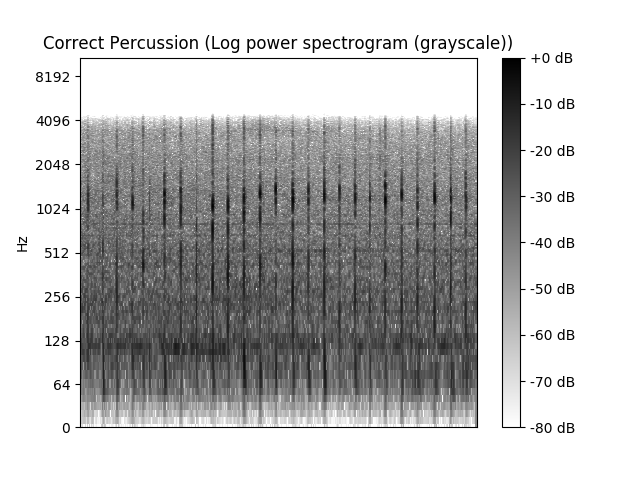 Correct Percussion (Log power spectrogram (grayscale))
8192
4096
2048
1024
512
256
128
64
0
Hz
+0 dB
-10 dB
-20 dB
-30 dB
-40 dB
-50 dB
-60 dB
-70 dB
-80 dB